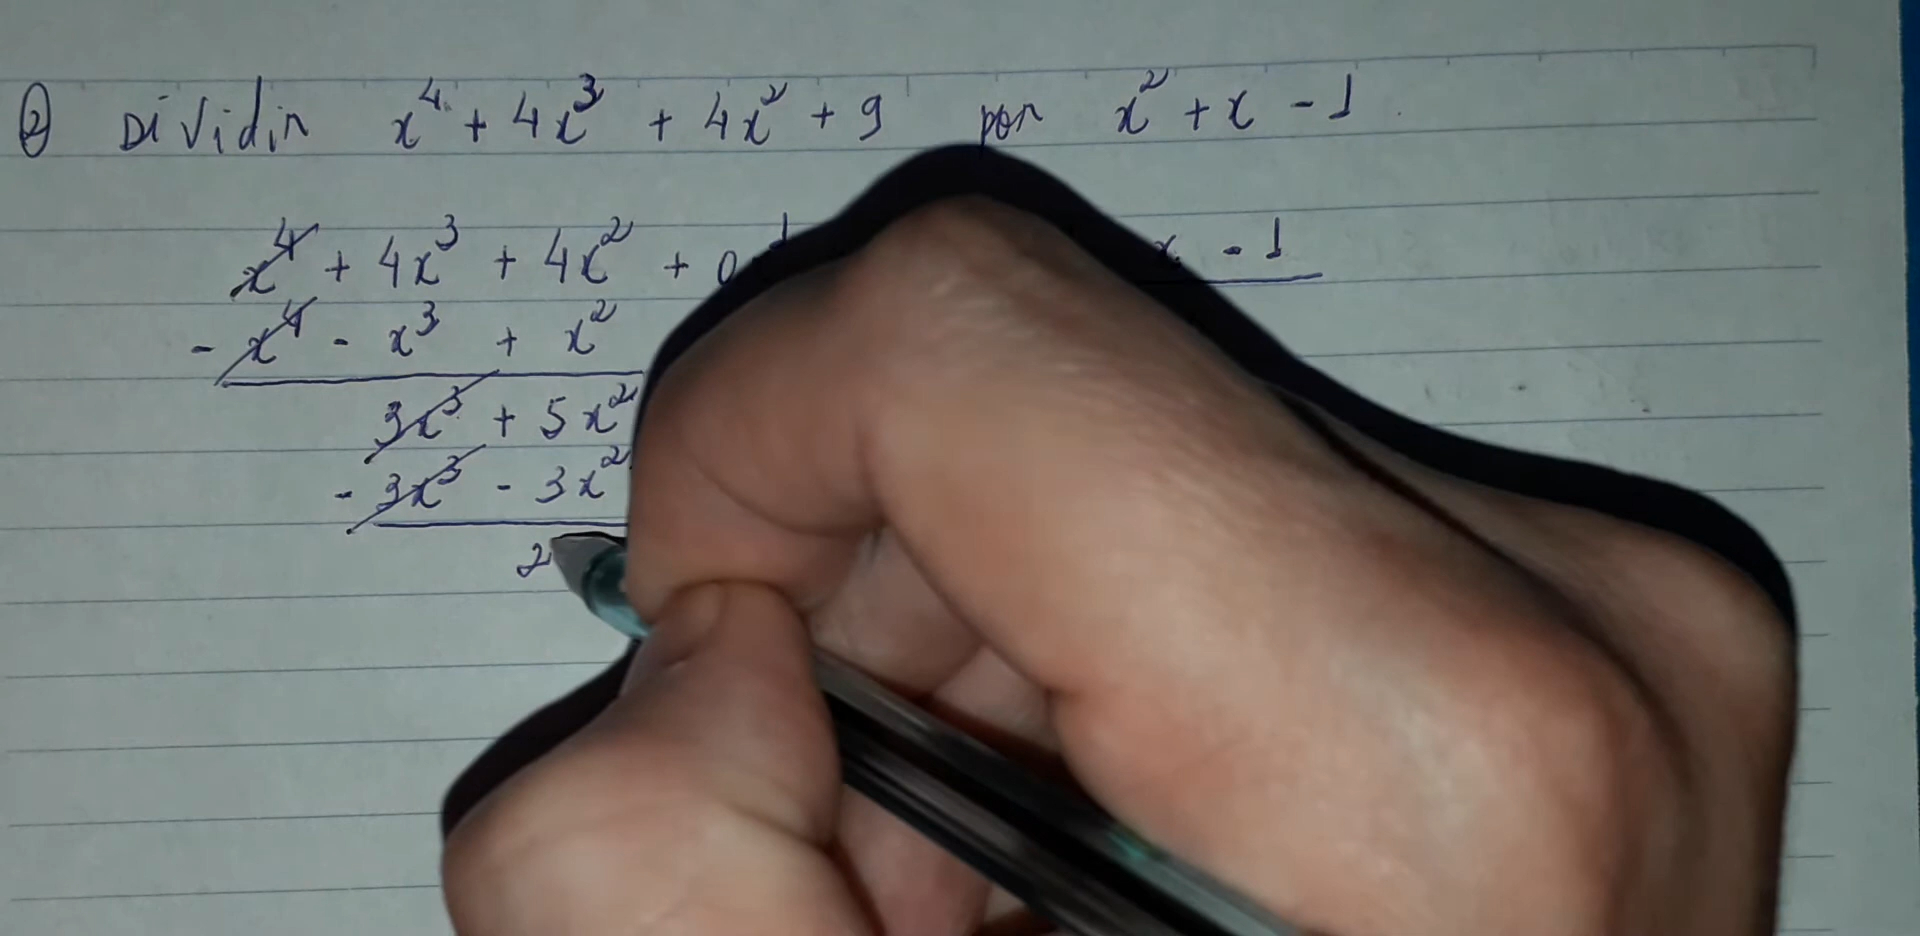 ② Dividir x⁴ + 4x³ + 4x² + 9 por x² + x - 1.
x⁴ + 4x³ + 4x² + 0 x - 1
- x⁴ - x³ + x²
3x³ + 5x²
- 3x³ - 3x²
2